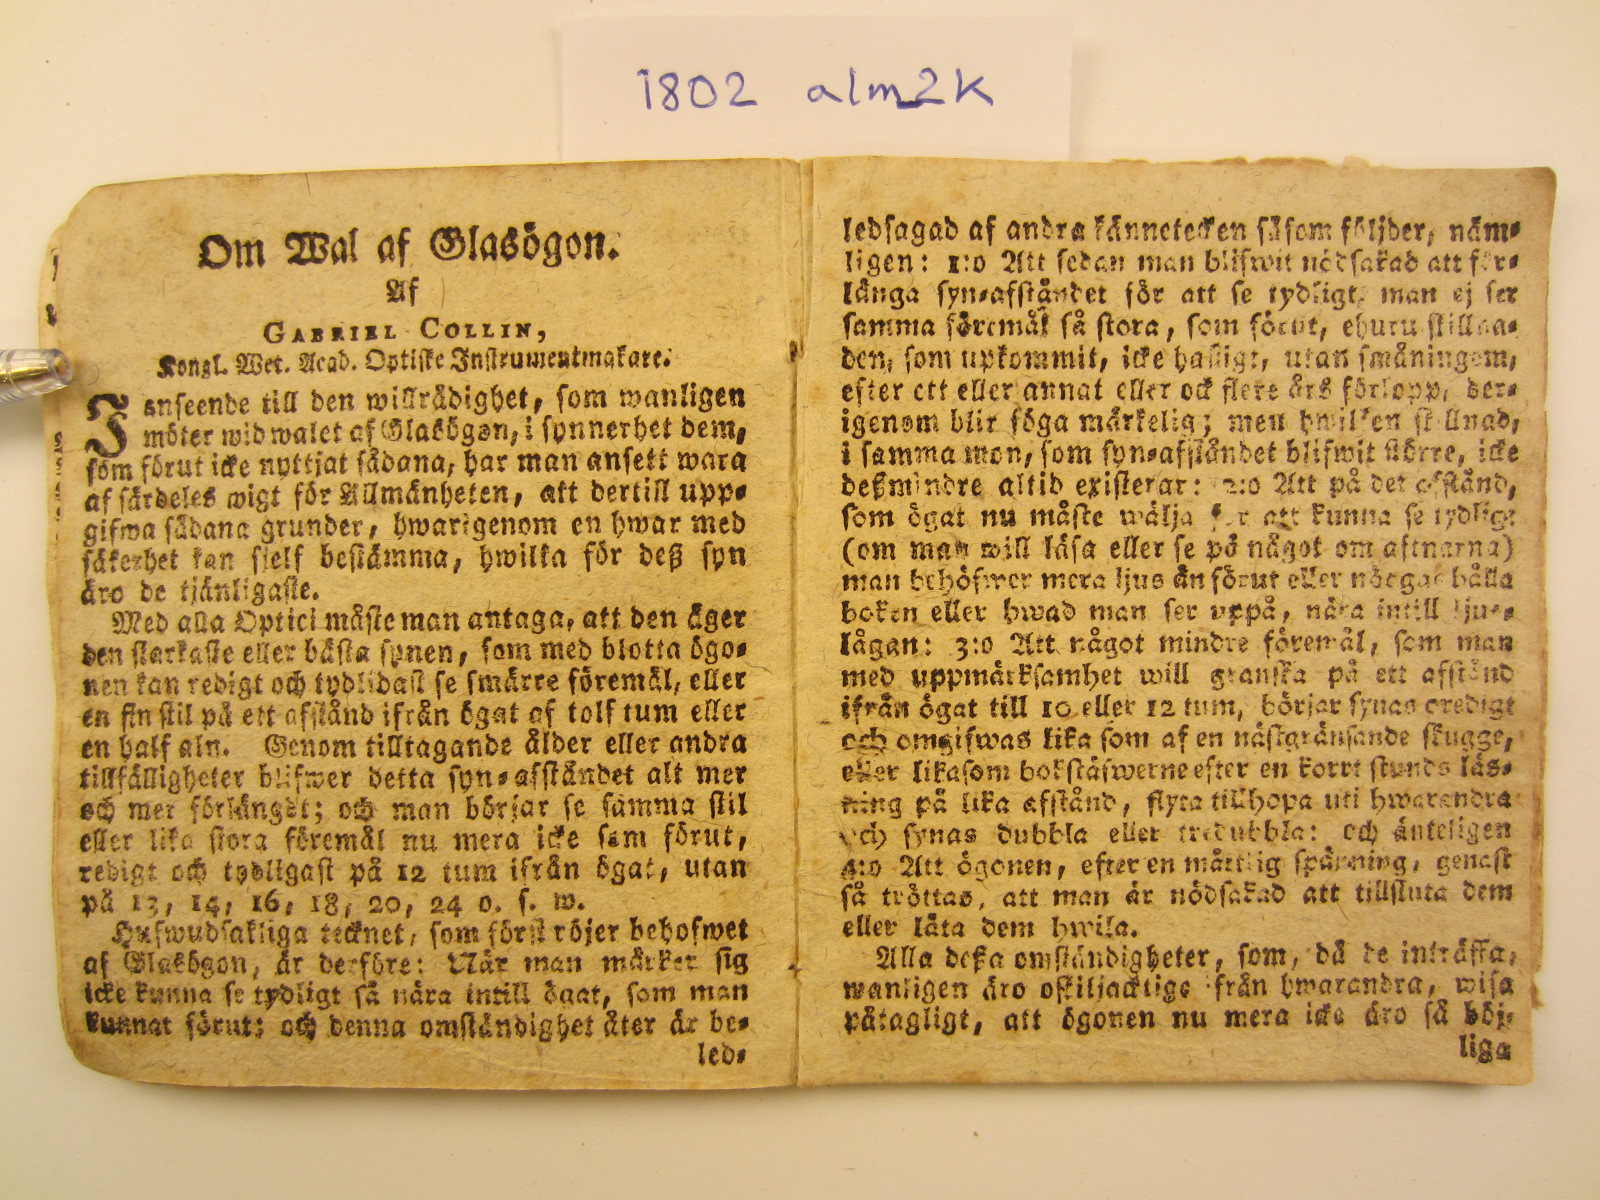 1802 alm2K
Om Wal af Glasögon.
Af
GABRIEL COLLIN,
Kongl. Wet. Acad. Optiske Instrumentmakare.
I anseende till den willrådighet, som wanligen
möter wid walet af Glasögon, i synnerhet dem,
som förut icke nyttjat sådana, har man ansett wara
af särdeles wigt för Allmänheten, att dertill upp-
gifwa sådana grunder, hwarigenom en hwar med
säkerhet kan sjelf bestämma, hwilka för deß syn
äro de tjänligaste.
Med alla Optici måste man antaga, att den äger
den starkaste eller bästa synen, som med blotta ögo-
nen kan redigt och tydlidast se smärre föremål, eller
en fin stil på ett afstånd ifrån ögat af tolf tum eller
en half aln. Genom tilltagande ålder eller andra
tillfälligheter blifwer detta syn-afståndet alt mer
och mer förlängdt; och man börjar se samma stil
eller lika stora föremål nu mera icke som förut,
redigt och tydligast på 12 tum ifrån ögat, utan
på 13, 14, 16, 18, 20, 24 o. s. w.
Hufwudsakliga tecknet, som först röjer behofwet
af Glasögon, är derföre: När man märker sig
icke kunna se tydligt så nära intill ögat, som man
kunnat förut; och denna omständighet åter är be-
led-
ledsagad af andra kännetecken såsom följder, näm-
ligen: 1:o Att sedan man blifwit nödsakad att för-
länga syn-afståndet för att se tydligt, man ej ser
samma föremål så stora, som förut, ehuru skillna-
den, som upkommit, icke hastigt, utan småningom,
efter ett eller annat eller ock flere års förlopp, der-
igenom blir föga märkelig; men hwilken skillnad,
i samma mon, som syn-afståndet blifwit större, icke
deßmindre altid existerar: 2:o Att på det afstånd,
som ögat nu måste wälja för att kunna se tydligt
(om man will läsa eller se på något om aftnarna)
man behöfwer mera ljus än förut eller nödgas hålla
boken eller hwad man ser uppå, nära intill ljus-
lågan: 3:o Att något mindre föremål, som man
med uppmärksamhet will granska på ett afstånd
ifrån ögat till 10 eller 12 tum, börjar synas oredigt
och omgifwas lika som af en nästgränsande skugge,
eller likasom bokstäfwerne efter en kort stunds läs-
ning på lika afstånd, flyta tillhopa uti hwarandra
och synas dubbla eller tredubbla: och änteligen
4:o Att ögonen, efter en måttlig spänning, genast
så tröttas, att man är nödsakad att tillsluta dem
eller låta dem hwila.
Alla deßa omständigheter, som, då de inträffa,
wanligen äro oskiljacktige från hwarandra, wisa
påtagligt, att ögonen nu mera icke äro så böj-
liga